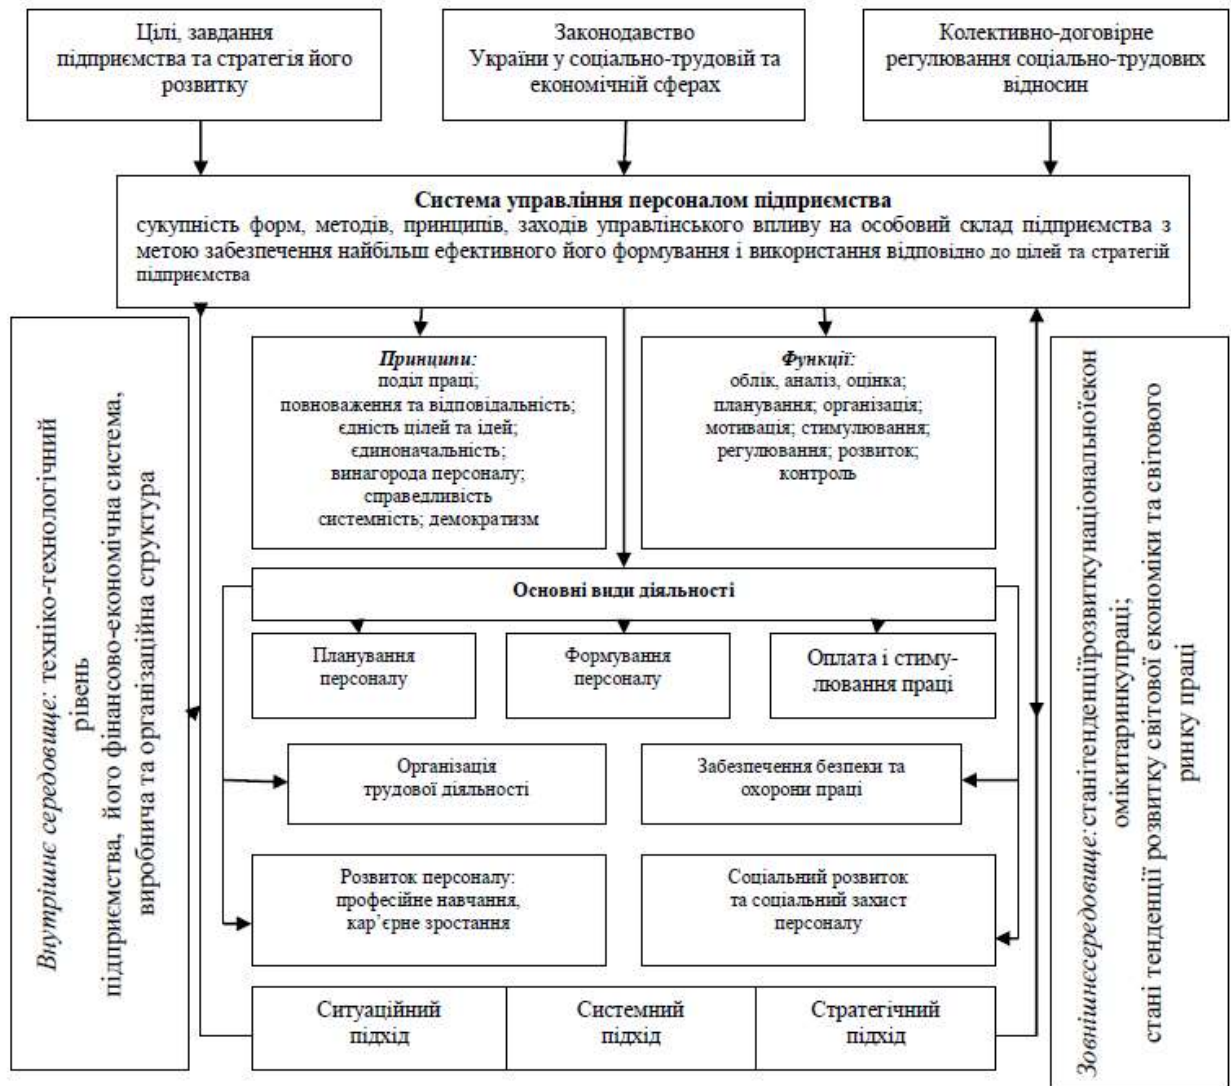 Цілі, завдання
підприємства та стратегія його
розвитку
Законодавство
України у соціально-трудовій та
економічній сферах
Колективно-договірне
регулювання соціально-трудових
відносин
Система управління персоналом підприємства
сукупність форм, методів, принципів, заходів управлінського впливу на особовий склад підприємства з
метою забезпечення найбільш ефективного його формування і використання відповідно до цілей та стратегій
підприємства
Внутрішнє середовище: техніко-технологічний
рівень
підприємства, його фінансово-економічна система,
виробнича та організаційна структура
Принципи:
поділ праці;
повноваження та відповідальність;
єдність цілей та ідей;
єдиноначальність;
винагорода персоналу;
справедливість
системність; демократизм
Функції:
облік, аналіз, оцінка;
планування; організація;
мотивація; стимулювання;
регулювання; розвиток;
контроль
Зовнішнєсередовище:станітенденціїрозвиткунаціональноїекон
омікитаринкупраці;
стані тенденції розвитку світової економіки та світового
ринку праці
Основні види діяльності
Планування
персоналу
Формування
персоналу
Оплата і стиму-
лювання праці
Організація
трудової діяльності
Забезпечення безпеки та
охорони праці
Розвиток персоналу:
професійне навчання,
кар’єрне зростання
Соціальний розвиток
та соціальний захист
персоналу
Ситуаційний
підхід
Системний
підхід
Стратегічний
підхід